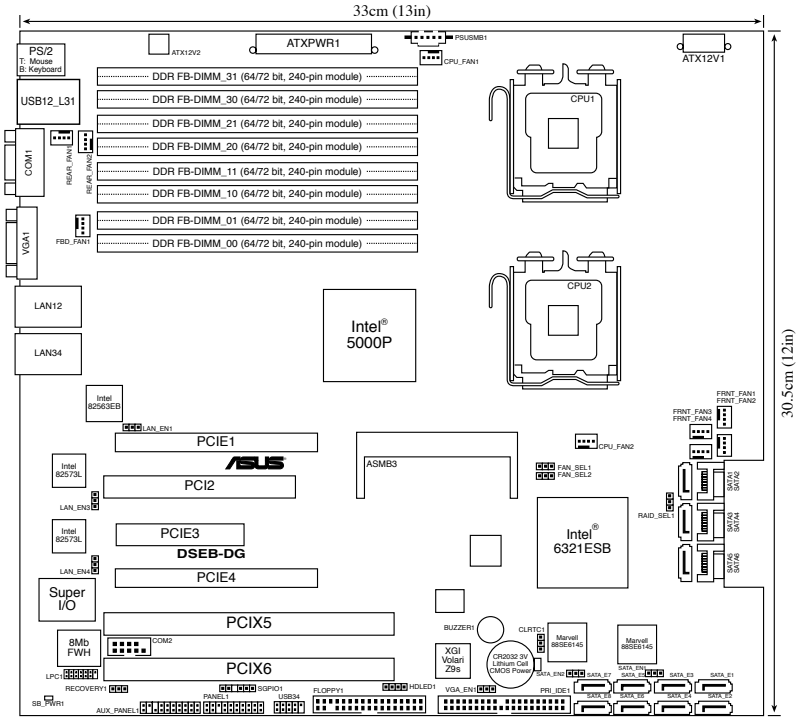 33cm (13in)
PS/2
T: Mouse
B: Keyboard
ATX12V2
ATXPWR1
PSUSMB1
CPU_FAN1
ATX12V1
USB12_L31
DDR FB-DIMM_31 (64/72 bit, 240-pin module)
DDR FB-DIMM_30 (64/72 bit, 240-pin module)
DDR FB-DIMM_21 (64/72 bit, 240-pin module)
DDR FB-DIMM_20 (64/72 bit, 240-pin module)
DDR FB-DIMM_11 (64/72 bit, 240-pin module)
DDR FB-DIMM_10 (64/72 bit, 240-pin module)
DDR FB-DIMM_01 (64/72 bit, 240-pin module)
DDR FB-DIMM_00 (64/72 bit, 240-pin module)
CPU1
COM1
REAR_FAN1
REAR_FAN2
VGA1
FBD_FAN1
CPU2
LAN12
LAN34
Intel®
5000P
30.5cm (12in)
Intel
82563EB
LAN_EN1
PCIE1
ASUS
ASMB3
CPU_FAN2
FRNT_FAN1
FRNT_FAN2
FRNT_FAN3
FRNT_FAN4
FAN_SEL1
FAN_SEL2
Intel
82573L
LAN_EN3
PCI2
RAID_SEL1
SATA1
SATA2
SATA3
SATA4
SATA5
SATA6
Intel®
6321ESB
Intel
82573L
LAN_EN4
PCIE3
DSEB-DG
PCIE4
Super
I/O
PCIX5
8Mb
FWH
COM2
PCIX6
LPC1
BUZZER1
CLRTC1
XGI
Volari
Z9s
CR2032 3V
Lithium Cell
CMOS Power
Marvell
88SE6145
Marvell
88SE6145
SATA_EN2
SATA_EN1
SATA_E7
SATA_E5
SATA_E3
SATA_E1
SATA_E8
SATA_E6
SATA_E4
SATA_E2
RECOVERY1
SGPIO1
HDLED1
VGA_EN1
PRI_IDE1
SB_PWR1
AUX_PANEL1
PANEL1
USB34
FLOPPY1